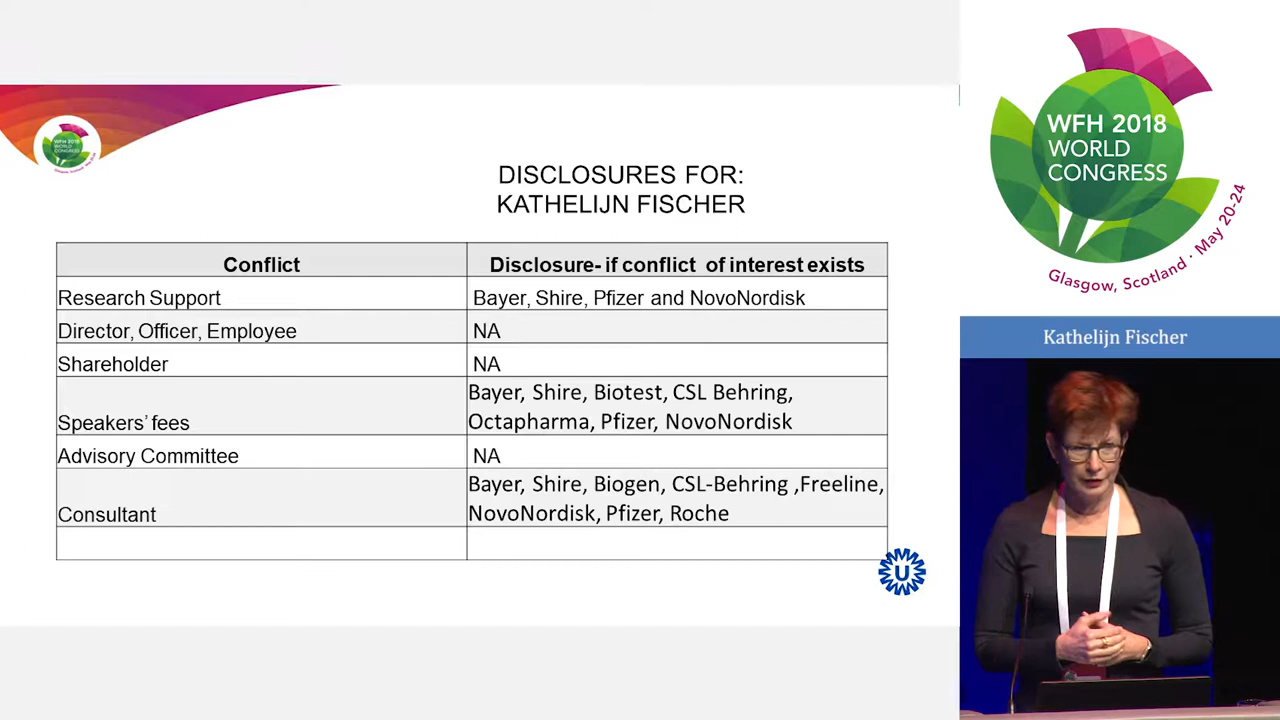 DISCLOSURES FOR:
KATHELIJN FISCHER
Conflict
Disclosure- if conflict of interest exists
Research Support
Bayer, Shire, Pfizer and NovoNordisk
Director, Officer, Employee
NA
Shareholder
NA
Speakers' fees
Bayer, Shire, Biotest, CSL Behring,
Octapharma, Pfizer, NovoNordisk
Advisory Committee
NA
Consultant
Bayer, Shire, Biogen, CSL-Behring ,Freeline,
NovoNordisk, Pfizer, Roche
U
WFH 2018
WORLD
CONGRESS
Glasgow, Scotland · May 20-24
Kathelijn Fischer